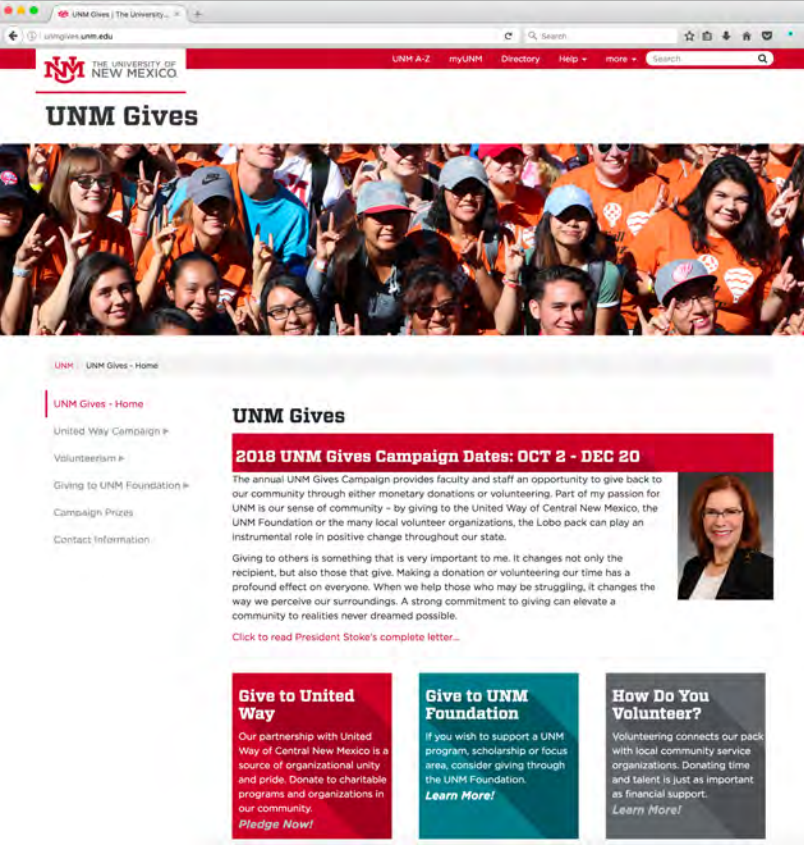 UNM Gives | The University...
unmgives.unm.edu
Search
UNM A-Z
myUNM
Directory
Help
more
Search
THE UNIVERSITY OF
NEW MEXICO
UNM Gives
UNM
UNM Gives - Home
UNM Gives - Home
United Way Campaign
Volunteerism
Giving to UNM Foundation
Campaign Prizes
Contact Information
UNM Gives
2018 UNM Gives Campaign Dates: OCT 2 - DEC 20
The annual UNM Gives Campaign provides faculty and staff an opportunity to give back to
our community through either monetary donations or volunteering. Part of my passion for
UNM is our sense of community – by giving to the United Way of Central New Mexico, the
UNM Foundation or the many local volunteer organizations, the Lobo pack can play an
instrumental role in positive change throughout our state.
Giving to others is something that is very important to me. It changes not only the
recipient, but also those that give. Making a donation or volunteering our time has a
profound effect on everyone. When we help those who may be struggling, it changes the
way we perceive our surroundings. A strong commitment to giving can elevate a
community to realities never dreamed possible.
Click to read President Stoke's complete letter...
Give to United
Way
Our partnership with United
Way of Central New Mexico is a
source of organizational unity
and pride. Donate to charitable
programs and organizations in
our community.
Pledge Now!
Give to UNM
Foundation
If you wish to support a UNM
program, scholarship or focus
area, consider giving through
the UNM Foundation.
Learn More!
How Do You
Volunteer?
Volunteering connects our pack
with local community service
organizations. Donating time
and talent is just as important
as financial support.
Learn More!